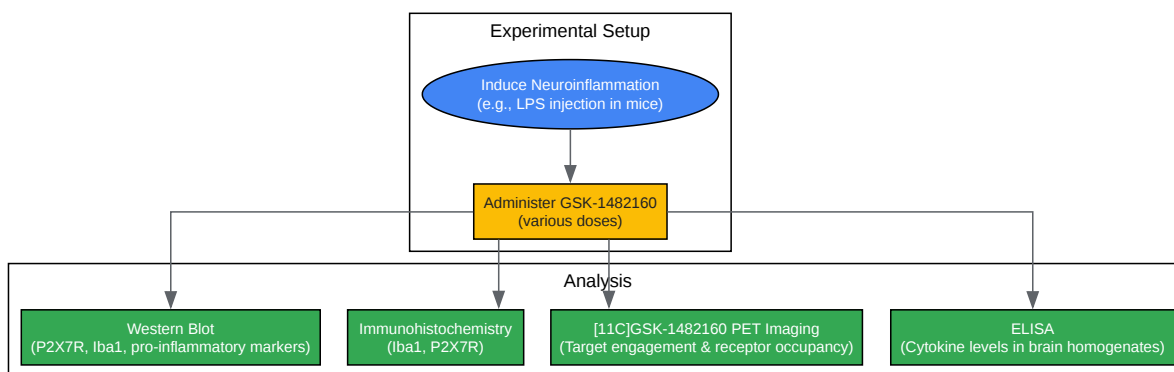 Experimental Setup
Induce Neuroinflammation
(e.g., LPS injection in mice)
Administer GSK-1482160
(various doses)
Analysis
Western Blot
(P2X7R, Iba1, pro-inflammatory markers)
Immunohistochemistry
(Iba1, P2X7R)
[11C]GSK-1482160 PET Imaging
(Target engagement & receptor occupancy)
ELISA
(Cytokine levels in brain homogenates)